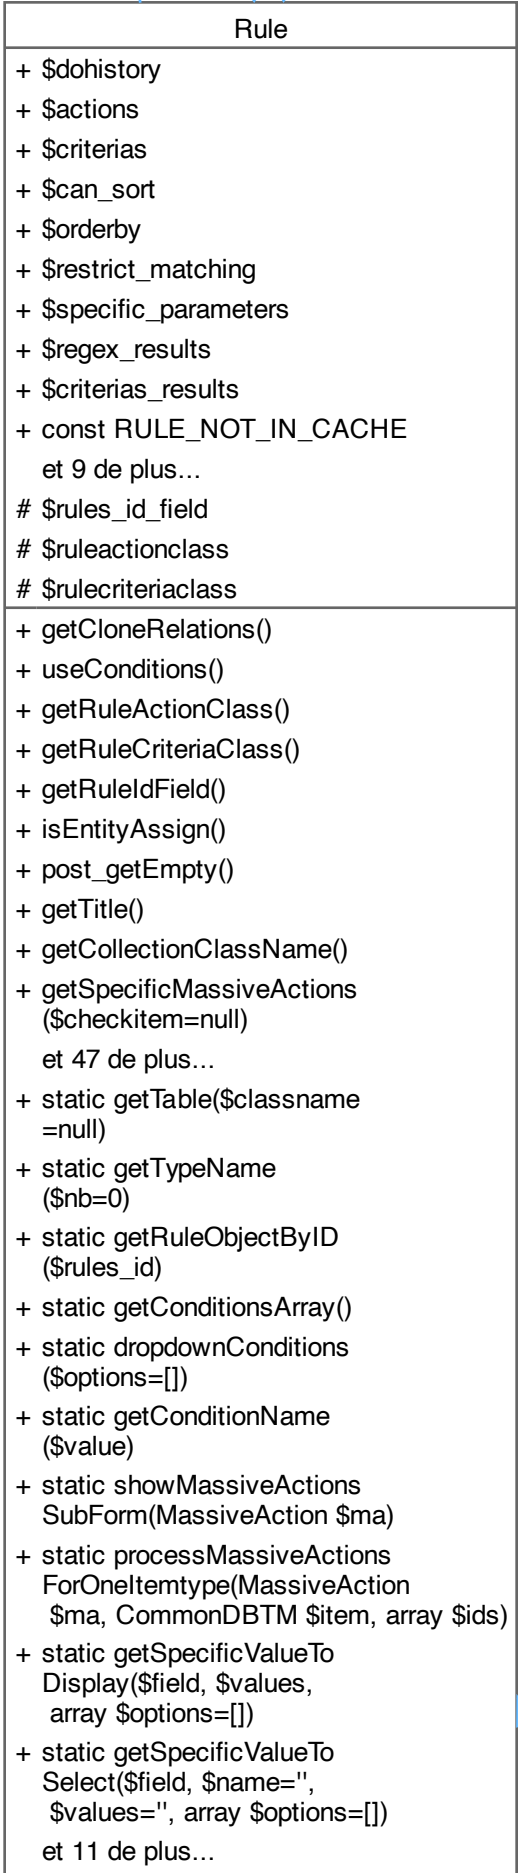 Rule
+ $dohistory
+ $actions
+ $criterias
+ $can_sort
+ $orderby
+ $restrict_matching
+ $specific_parameters
+ $regex_results
+ $criterias_results
+ const RULE_NOT_IN_CACHE
et 9 de plus...
# $rules_id_field
# $ruleactionclass
# $rulecriteriaclass
+ getCloneRelations()
+ useConditions()
+ getRuleActionClass()
+ getRuleCriteriaClass()
+ getRuleIdField()
+ isEntityAssign()
+ post_getEmpty()
+ getTitle()
+ getCollectionClassName()
+ getSpecificMassiveActions
($checkitem=null)
et 47 de plus...
+ static getTable($classname
=null)
+ static getTypeName
($nb=0)
+ static getRuleObjectByID
($rules_id)
+ static getConditionsArray()
+ static dropdownConditions
($options=[])
+ static getConditionName
($value)
+ static showMassiveActions
SubForm(MassiveAction $ma)
+ static processMassiveActions
ForOneItemtype(MassiveAction
$ma, CommonDBTM $item, array $ids)
+ static getSpecificValueTo
Display($field, $values,
array $options=[])
+ static getSpecificValueTo
Select($field, $name='',
$values='', array $options=[])
et 11 de plus...